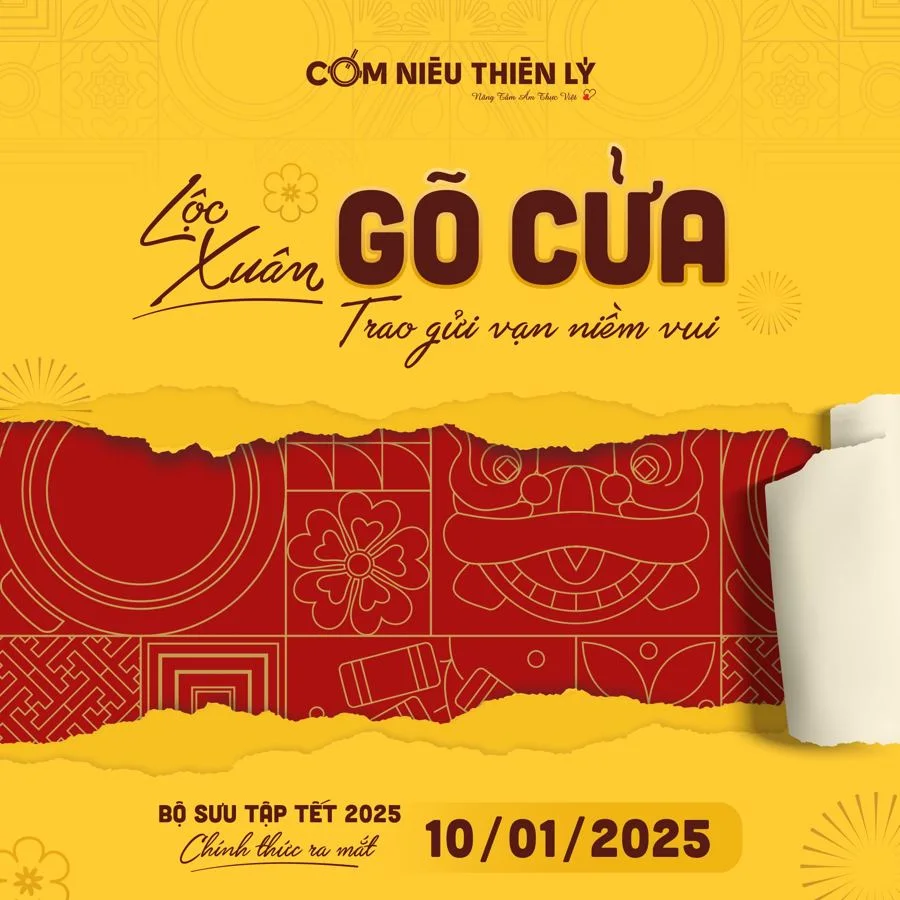 CƠM NIÊU THIÊN LÝ
Nâng Tầm Ẩm Thực Việt
Lộc Xuân GÕ CỬA
Trao gửi vạn niềm vui
BỘ SƯU TẬP TẾT 2025
Chính thức ra mắt
10/01/2025